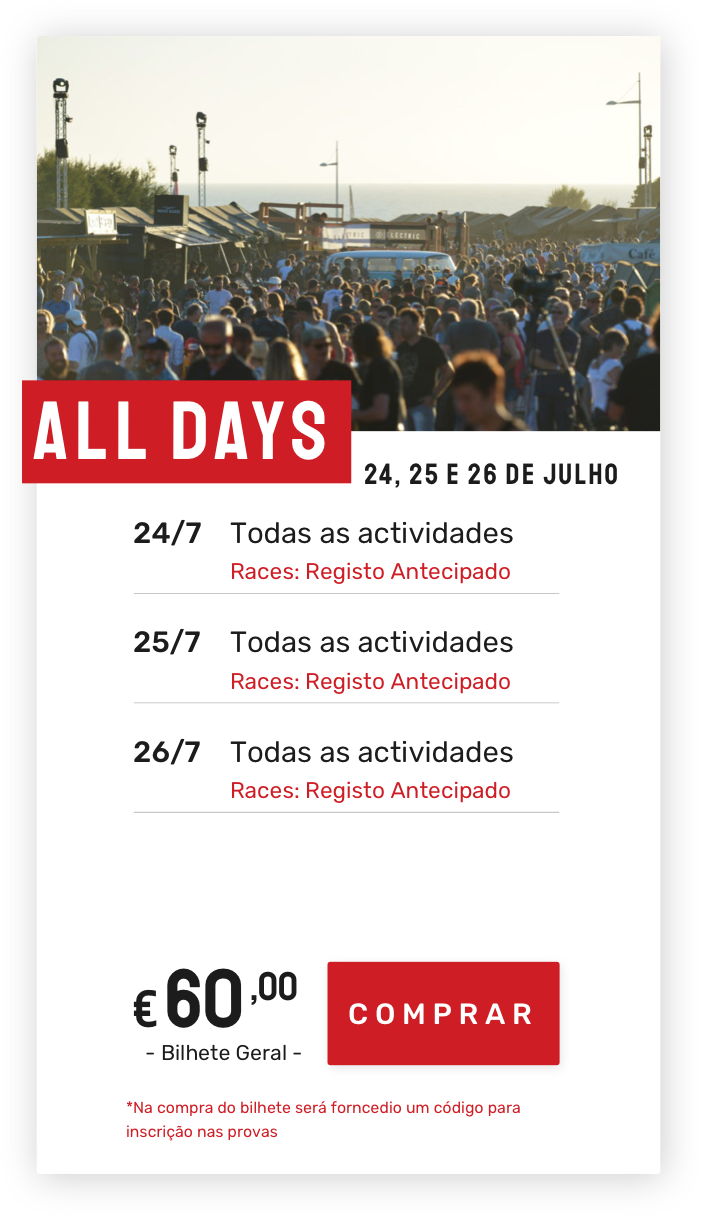 LECTRIC
Café
ALL DAYS
24, 25 E 26 DE JULHO
24/7 Todas as actividades
Races: Registo Antecipado
25/7 Todas as actividades
Races: Registo Antecipado
26/7 Todas as actividades
Races: Registo Antecipado
€60,00
COMPRAR
- Bilhete Geral -
*Na compra do bilhete será forncedio um código para
inscrição nas provas